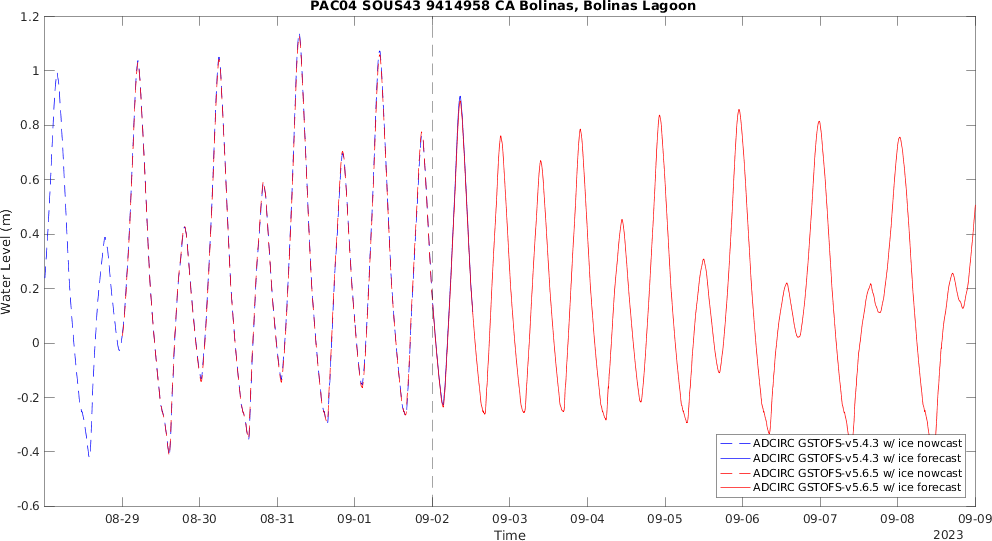 PAC04 SOUS43 9414958 CA Bolinas, Bolinas Lagoon
Water Level (m)
1.2
1
0.8
0.6
0.4
0.2
0
-0.2
-0.4
-0.6
ADCIRC GSTOFS-v5.4.3 w/ ice nowcast
ADCIRC GSTOFS-v5.4.3 w/ ice forecast
ADCIRC GSTOFS-v5.6.5 w/ ice nowcast
ADCIRC GSTOFS-v5.6.5 w/ ice forecast
08-29 08-30 08-31 09-01 09-02 09-03 09-04 09-05 09-06 09-07 09-08 09-09
Time
2023